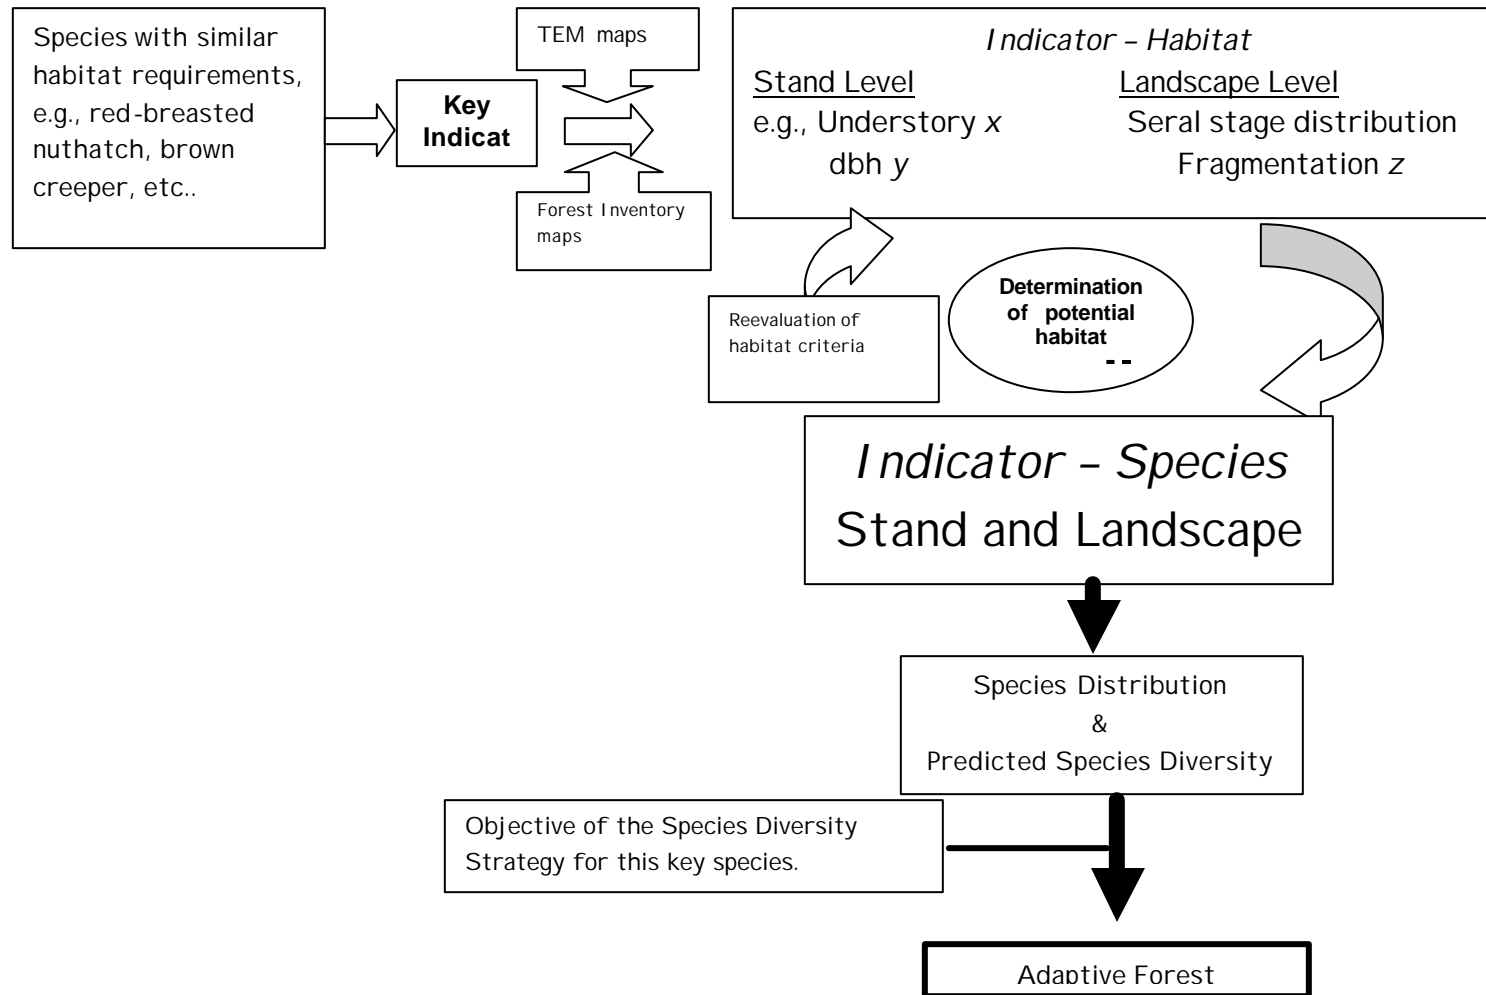 Species with similar
habitat requirements,
e.g., red-breasted
nuthatch, brown
creeper, etc..
Key
Indicat
TEM maps
Forest Inventory
maps
Indicator – Habitat
Stand Level
e.g., Understory x
dbh y
Landscape Level
Seral stage distribution
Fragmentation z
Reevaluation of
habitat criteria
Determination
of potential
habitat
--
Indicator – Species
Stand and Landscape
Species Distribution
&
Predicted Species Diversity
Objective of the Species Diversity
Strategy for this key species.
Adaptive Forest